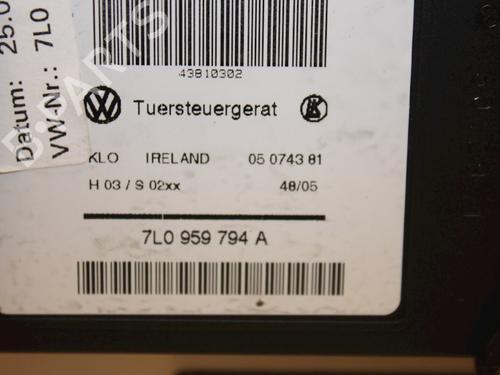 Datum: 25.0
VW-Nr.: 7L0
43810302
Tuersteuergerat
KLO IRELAND 05 0743 81
H 03 / S 02xx 48/05
7L0 959 794 A
B-PARTS